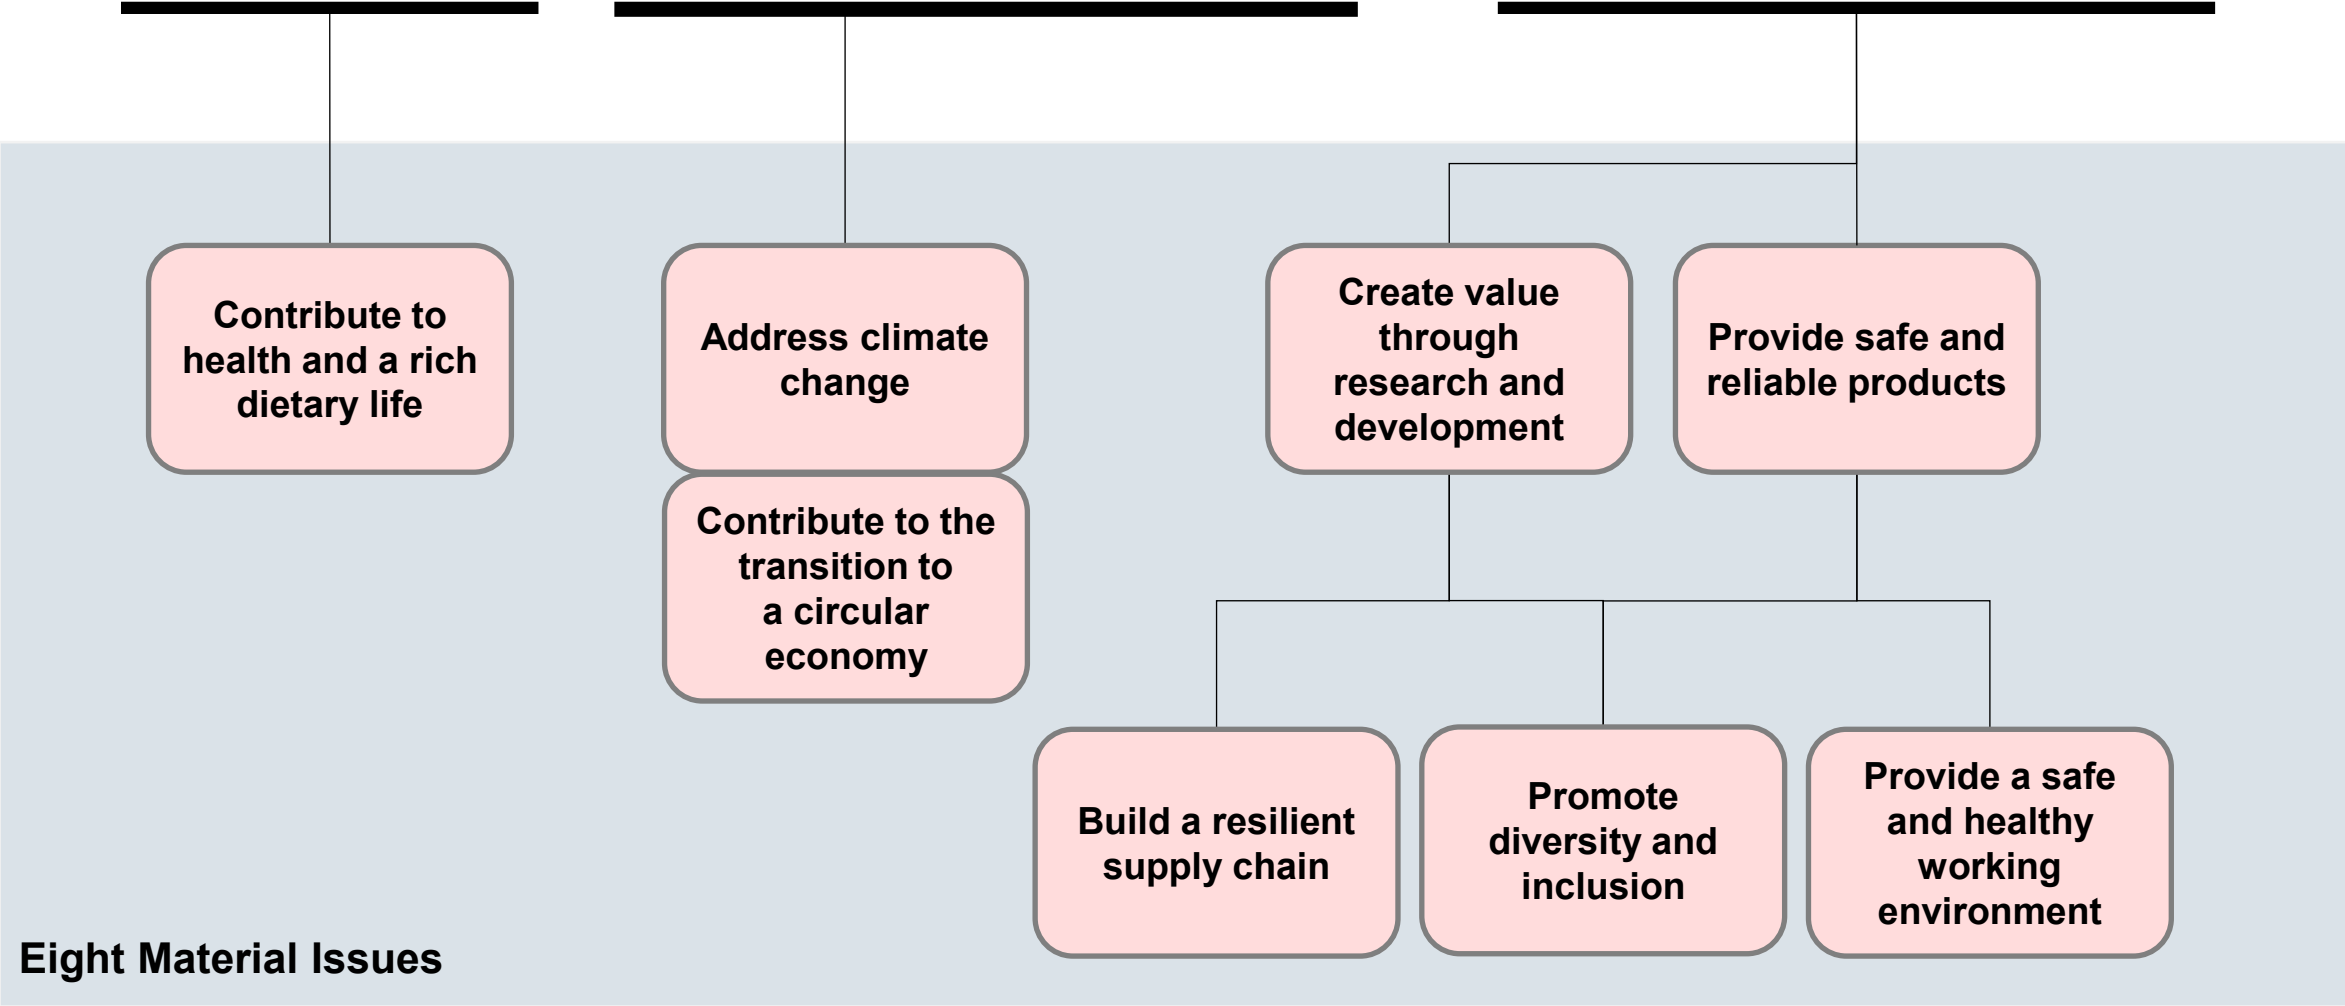 Contribute to
health and a rich
dietary life
Address climate
change
Contribute to the
transition to
a circular
economy
Create value
through
research and
development
Provide safe and
reliable products
Build a resilient
supply chain
Promote
diversity and
inclusion
Provide a safe
and healthy
working
environment
Eight Material Issues